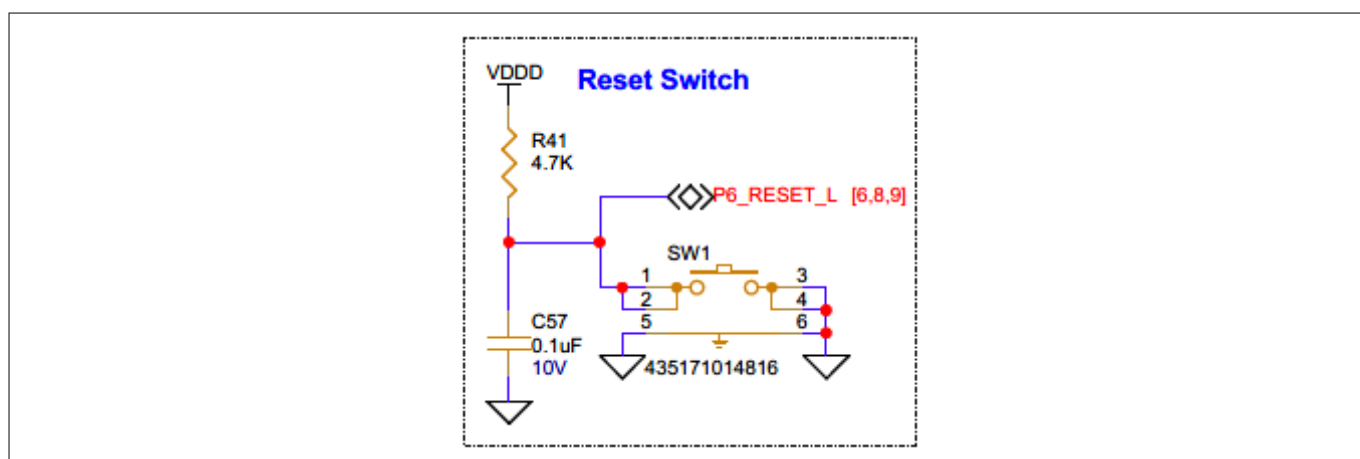 VDDD
Reset Switch
R41
4.7K
P6_RESET_L [6,8,9]
SW1
1
3
2
4
5
6
C57
0.1uF
10V
435171014816